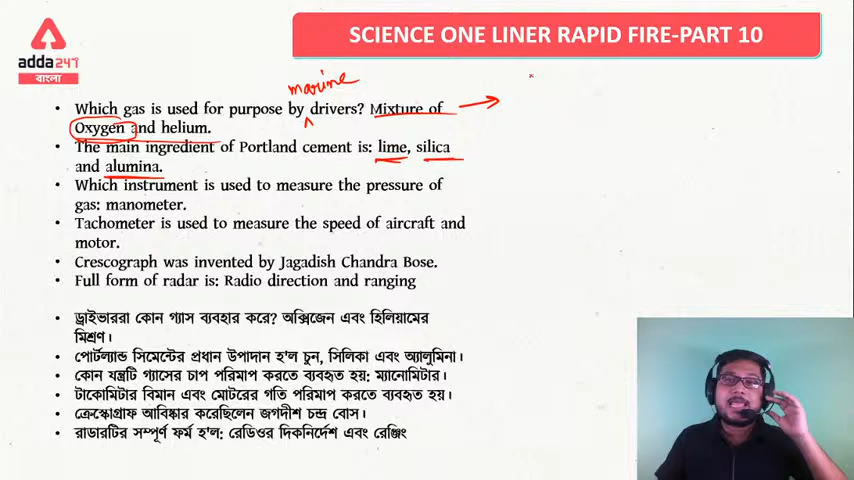 SCIENCE ONE LINER RAPID FIRE-PART 10
adda247
বাংলা
marine
Which gas is used for purpose by drivers? Mixture of
Oxygen and helium.
The main ingredient of Portland cement is: lime, silica
and alumina.
Which instrument is used to measure the pressure of
gas: manometer.
Tachometer is used to measure the speed of aircraft and
motor.
Crescograph was invented by Jagadish Chandra Bose.
Full form of radar is: Radio direction and ranging
ড্রাইভাররা কোন গ্যাস ব্যবহার করে? অক্সিজেন এবং হিলিয়ামের
মিশ্রণ।
পোর্টল্যান্ড সিমেন্টের প্রধান উপাদান হ'ল চুন, সিলিকা এবং অ্যালুমিনা।
কোন যন্ত্রটি গ্যাসের চাপ পরিমাপ করতে ব্যবহৃত হয়: ম্যানোমিটার।
টাকোমিটার বিমান এবং মোটরের গতি পরিমাপ করতে ব্যবহৃত হয়।
ক্রেস্কোগ্রাফ আবিষ্কার করেছিলেন জগদীশ চন্দ্র বোস।
রাডারটির সম্পূর্ণ ফর্ম হ'ল: রেডিওর দিকনির্দেশ এবং রেঞ্জিং